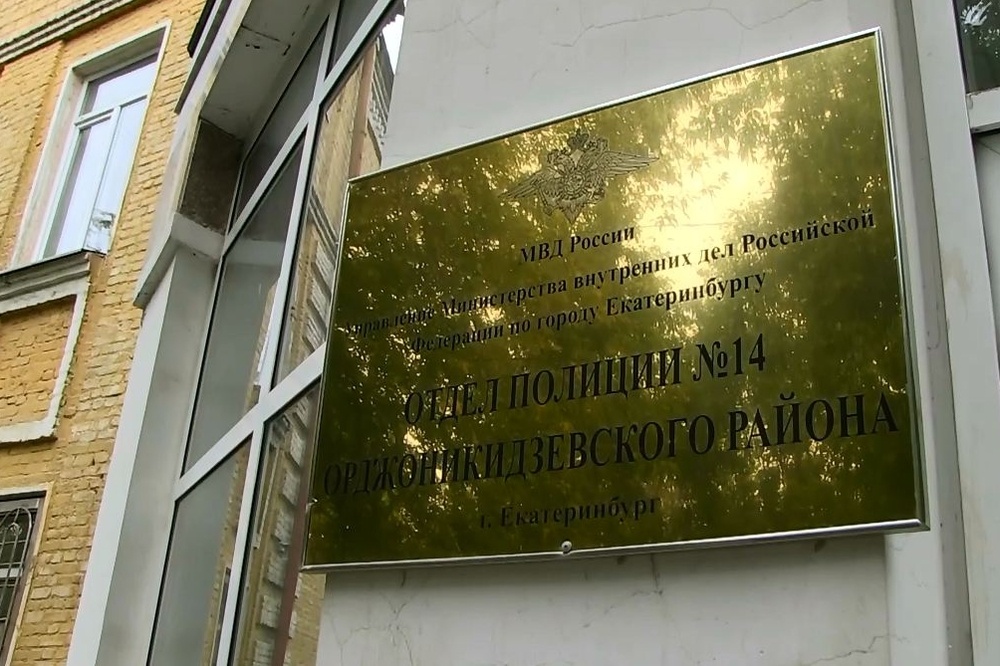 МВД России
Управление Министерства внутренних дел Российской
Федерации по городу Екатеринбургу
ОТДЕЛ ПОЛИЦИИ №14
ОРДЖОНИКИДЗЕВСКОГО РАЙОНА
г. Екатеринбург